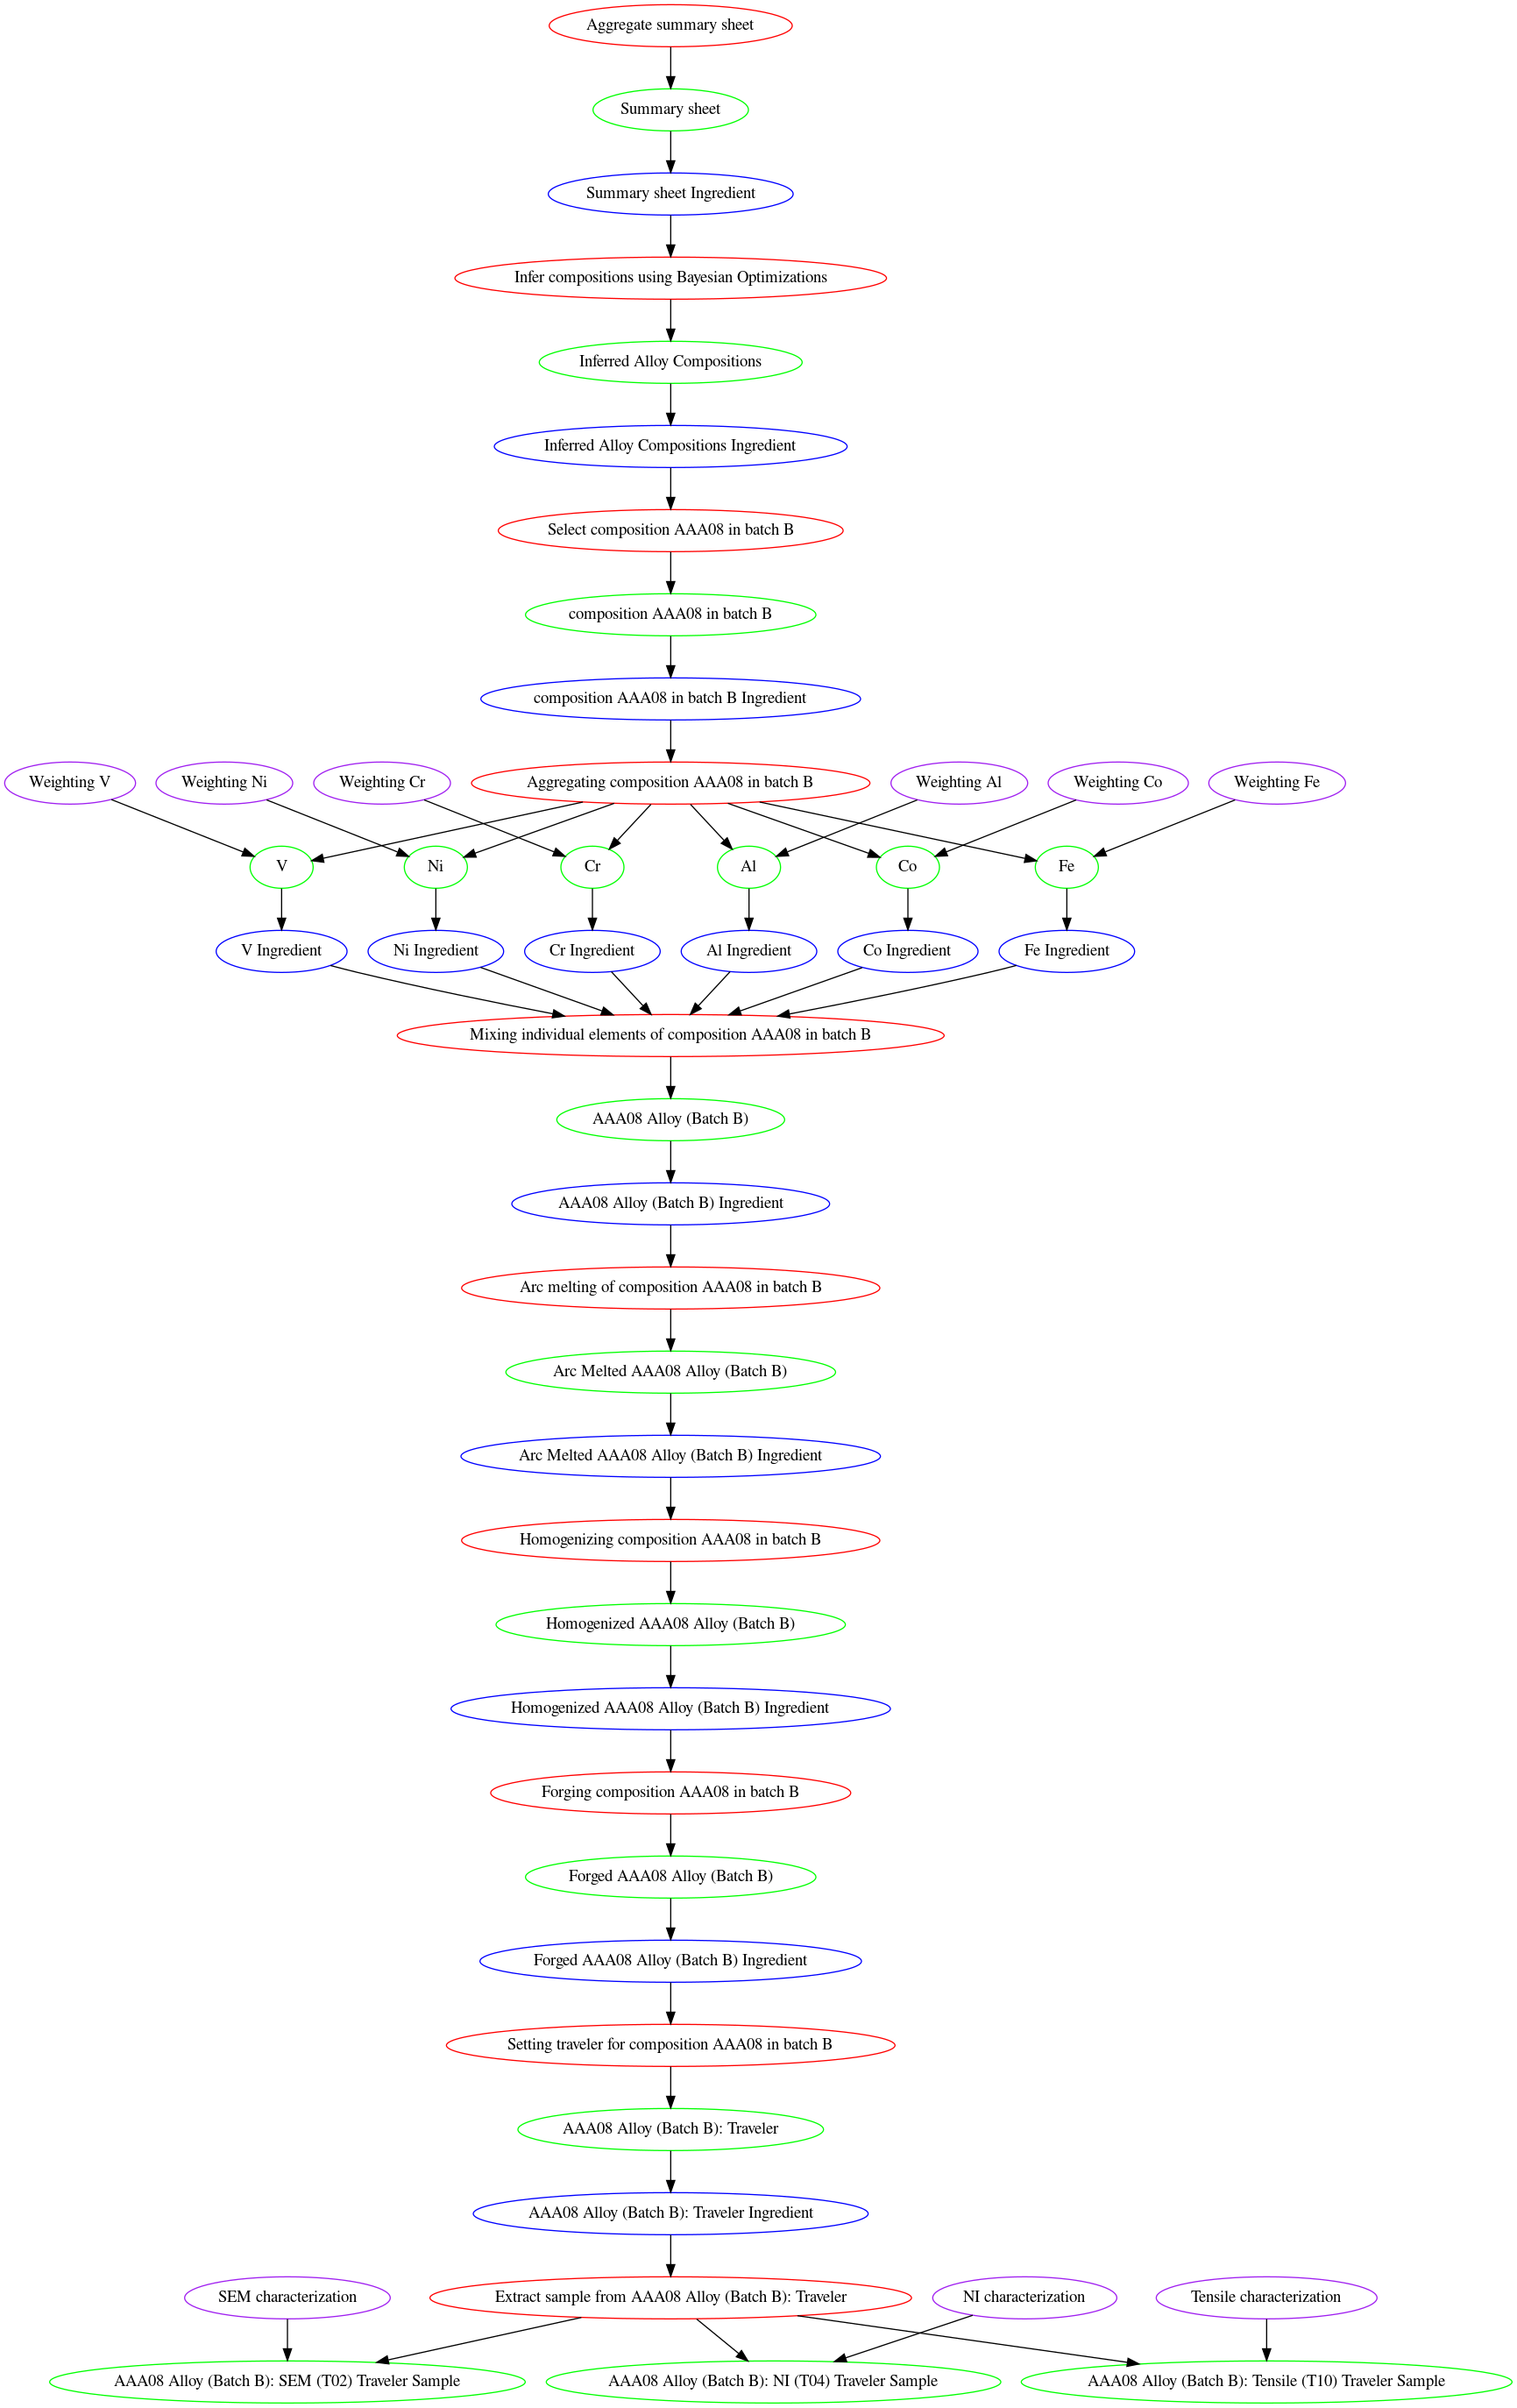 Aggregate summary sheet
Summary sheet
Summary sheet Ingredient
Infer compositions using Bayesian Optimizations
Inferred Alloy Compositions
Inferred Alloy Compositions Ingredient
Select composition AAA08 in batch B
composition AAA08 in batch B
composition AAA08 in batch B Ingredient
Weighting V
Weighting Ni
Weighting Cr
Aggregating composition AAA08 in batch B
Weighting Al
Weighting Co
Weighting Fe
V
Ni
Cr
Al
Co
Fe
V Ingredient
Ni Ingredient
Cr Ingredient
Al Ingredient
Co Ingredient
Fe Ingredient
Mixing individual elements of composition AAA08 in batch B
AAA08 Alloy (Batch B)
AAA08 Alloy (Batch B) Ingredient
Arc melting of composition AAA08 in batch B
Arc Melted AAA08 Alloy (Batch B)
Arc Melted AAA08 Alloy (Batch B) Ingredient
Homogenizing composition AAA08 in batch B
Homogenized AAA08 Alloy (Batch B)
Homogenized AAA08 Alloy (Batch B) Ingredient
Forging composition AAA08 in batch B
Forged AAA08 Alloy (Batch B)
Forged AAA08 Alloy (Batch B) Ingredient
Setting traveler for composition AAA08 in batch B
AAA08 Alloy (Batch B): Traveler
AAA08 Alloy (Batch B): Traveler Ingredient
SEM characterization
Extract sample from AAA08 Alloy (Batch B): Traveler
NI characterization
Tensile characterization
AAA08 Alloy (Batch B): SEM (T02) Traveler Sample
AAA08 Alloy (Batch B): NI (T04) Traveler Sample
AAA08 Alloy (Batch B): Tensile (T10) Traveler Sample